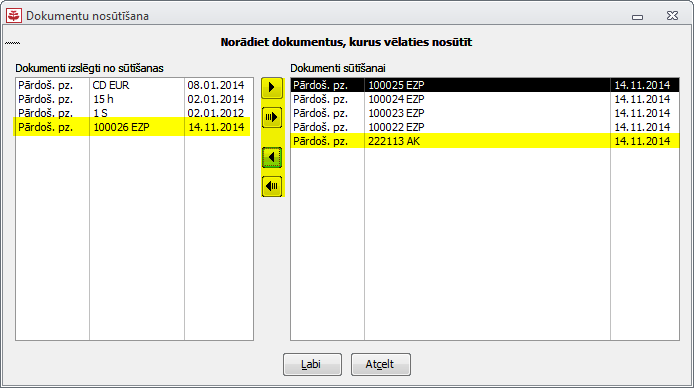 Dokumentu nosūtīšana
Norādiet dokumentus, kurus vēlaties nosūtīt
Dokumenti izslēgti no sūtīšanas
Pārdoš. pz. CD EUR 08.01.2014
Pārdoš. pz. 15 h 02.01.2014
Pārdoš. pz. 1 S 02.01.2012
Pārdoš. pz. 100026 EZP 14.11.2014
Dokumenti sūtīšanai
Pārdoš. pz. 100025 EZP 14.11.2014
Pārdoš. pz. 100024 EZP 14.11.2014
Pārdoš. pz. 100023 EZP 14.11.2014
Pārdoš. pz. 100022 EZP 14.11.2014
Pārdoš. pz. 222113 AK 14.11.2014
Labi
Atcelt